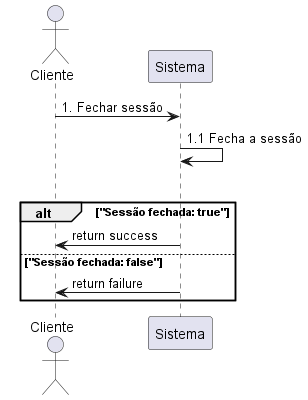 Cliente
Sistema
1. Fechar sessão
1.1 Fecha a sessão
alt ["Sessão fechada: true"]
return success
["Sessão fechada: false"]
return failure
Cliente
Sistema